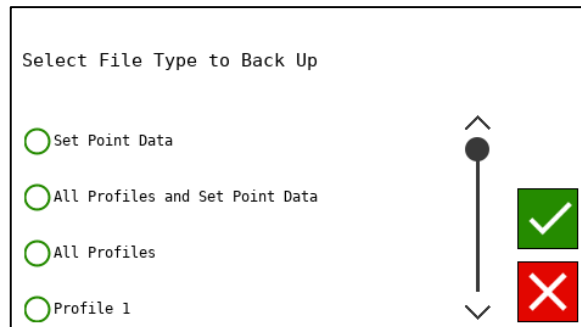 Select File Type to Back Up
Set Point Data
All Profiles and Set Point Data
All Profiles
Profile 1